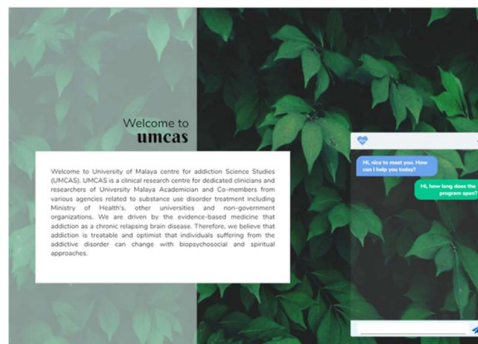 Welcome to
umcas
Welcome to University of Malaya centre for addiction Science Studies
(UMCAS). UMCAS is a clinical research centre for dedicated clinicians and
researchers of University Malaya Academician and Co-members from
various agencies related to substance use disorder treatment including
Ministry of Health's, other universities and non-government
organizations. We are driven by the evidence-based medicine that
addiction as a chronic relapsing brain disease. Therefore, we believe that
addiction is treatable and optimist that individuals suffering from the
addictive disorder can change with biopsychosocial and spiritual
approaches.
Hi, nice to meet you. How
can I help you today?
Hi, how long does the
program span?